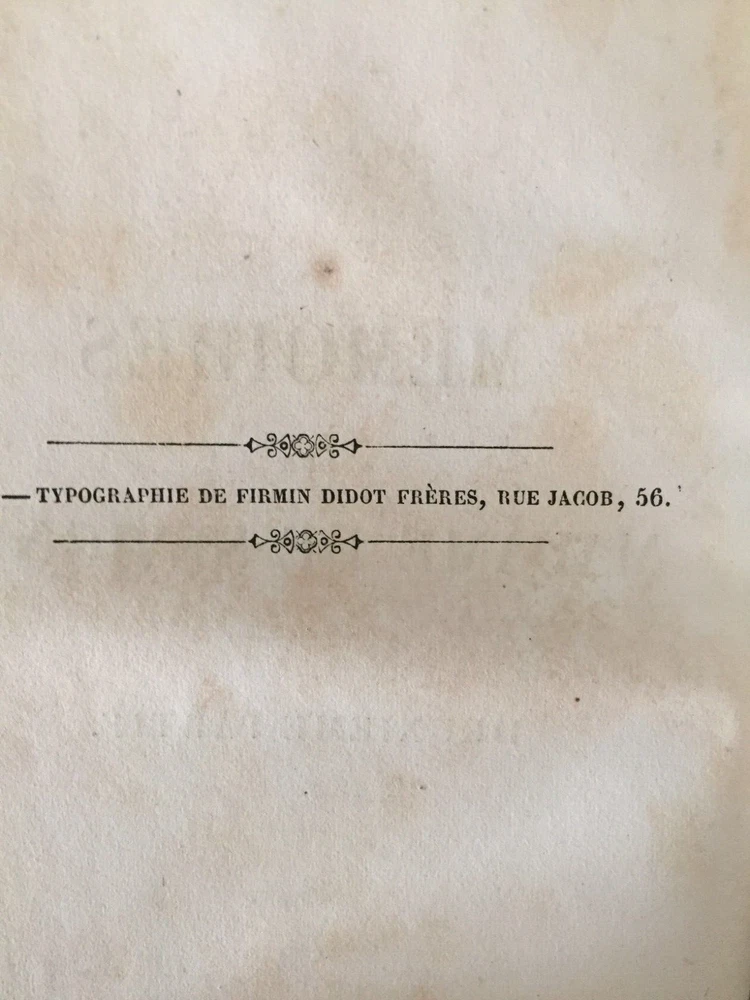 — TYPOGRAPHIE DE FIRMIN DIDOT FRÈRES, RUE JACOB, 56.